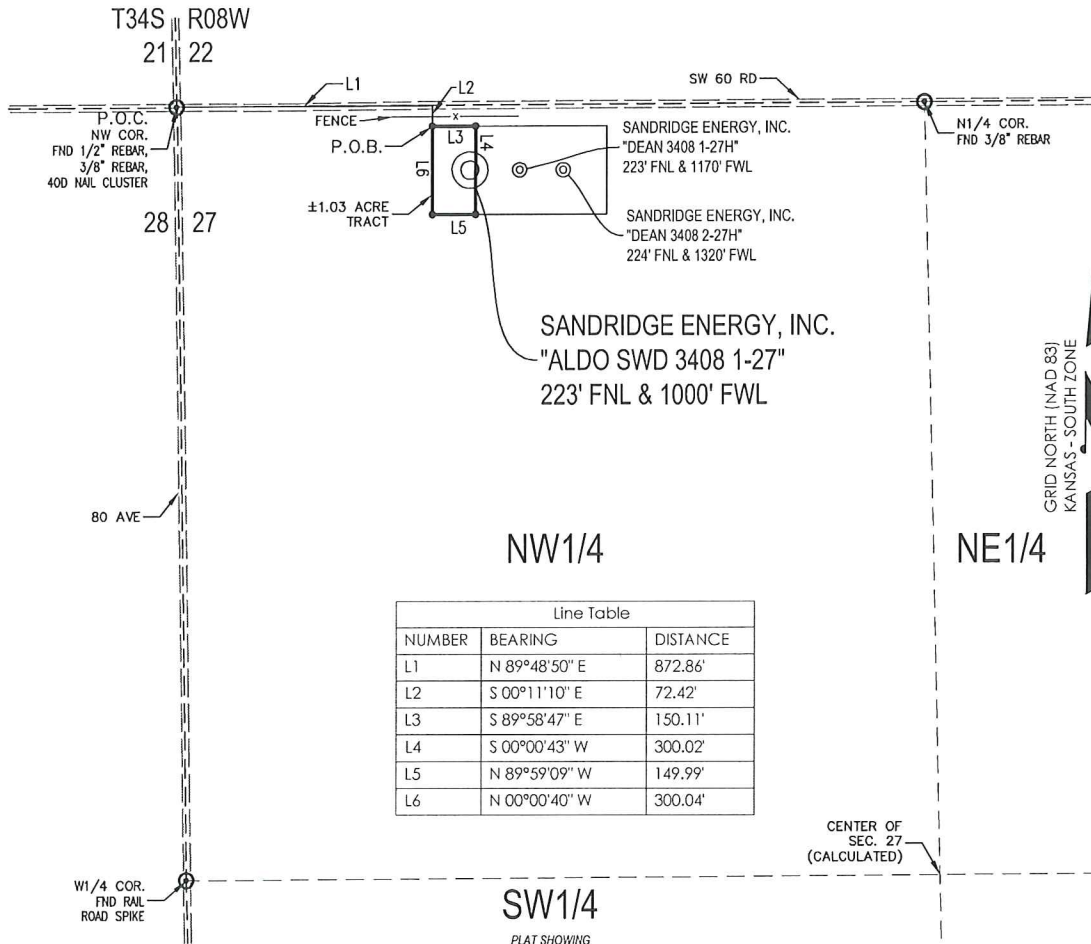 T34S R08W
21 22
L1
L2
SW 60 RD
FENCE
x
P.O.C.
NW COR.
FND 1/2" REBAR,
3/8" REBAR,
40D NAIL CLUSTER
P.O.B.
L3
L4
L6
L5
SANDRIDGE ENERGY, INC.
"DEAN 3408 1-27H"
223' FNL & 1170' FWL
N1/4 COR.
FND 3/8" REBAR
±1.03 ACRE
TRACT
28 27
SANDRIDGE ENERGY, INC.
"DEAN 3408 2-27H"
224' FNL & 1320' FWL
SANDRIDGE ENERGY, INC.
"ALDO SWD 3408 1-27"
223' FNL & 1000' FWL
GRID NORTH (NAD 83)
KANSAS - SOUTH ZONE
80 AVE
NW1/4
NE1/4
Line Table
NUMBER BEARING DISTANCE
L1 N 89°48'50" E 872.86'
L2 S 00°11'10" E 72.42'
L3 S 89°58'47" E 150.11'
L4 S 00°00'43" W 300.02'
L5 N 89°59'09" W 149.99'
L6 N 00°00'40" W 300.04'
CENTER OF
SEC. 27
(CALCULATED)
W1/4 COR.
FND RAIL
ROAD SPIKE
SW1/4
PLAT SHOWING